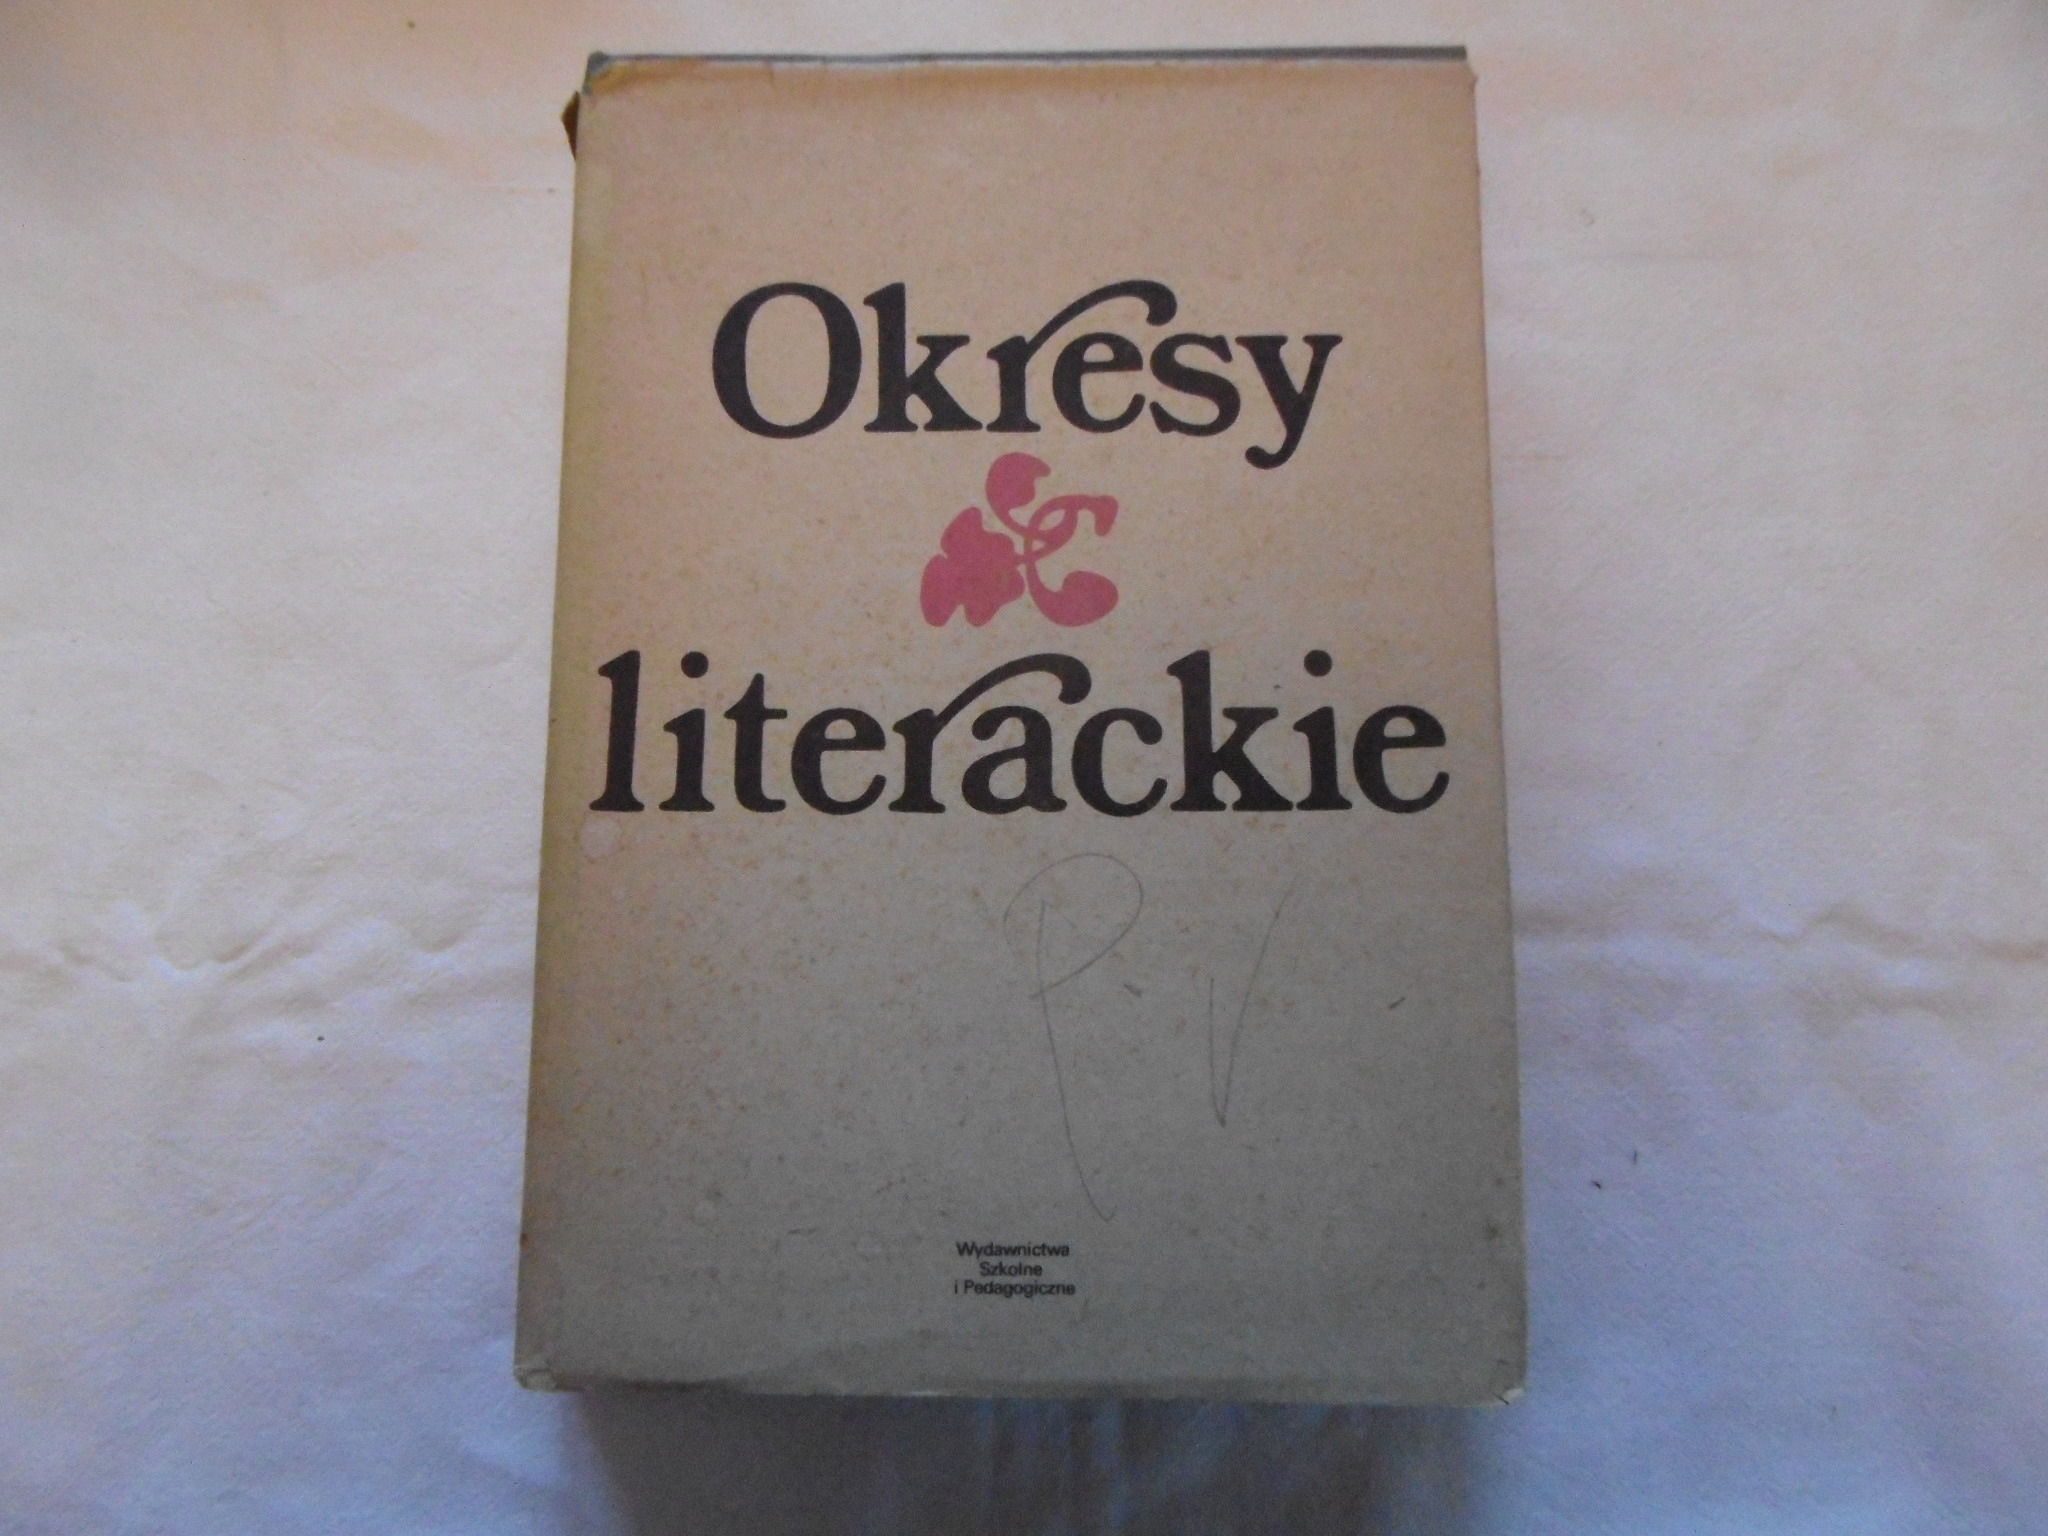 Okresy
literackie
P. V
Wydawnictwa
Szkolne
i Pedagogiczne